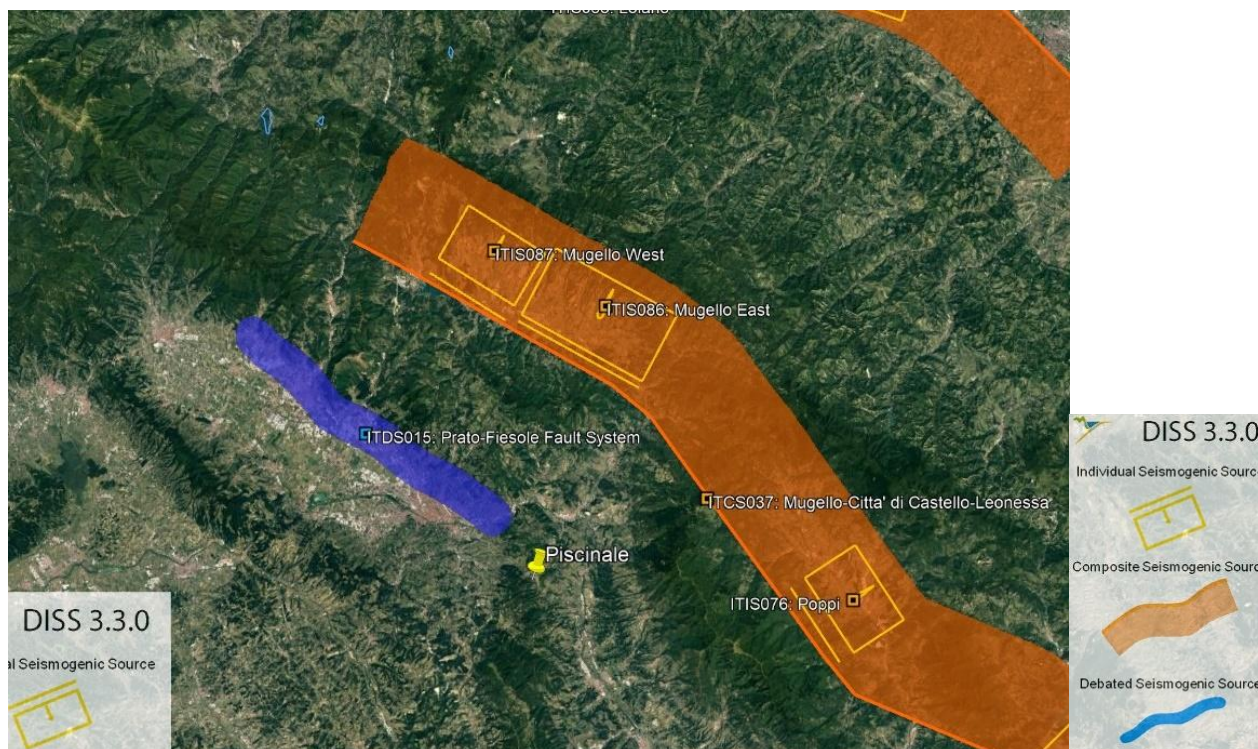 ITIS087: Mugello West
ITIS086: Mugello East
ITDS015: Prato-Fiesole Fault System
ITCS037: Mugello-Citta' di Castello-Leonessa
Piscinale
ITIS076: Poppi
DISS 3.3.0
al Seismogenic Source
DISS 3.3.0
Individual Seismogenic Sourc
Composite Seismogenic Sourc
Debated Seismogenic Source